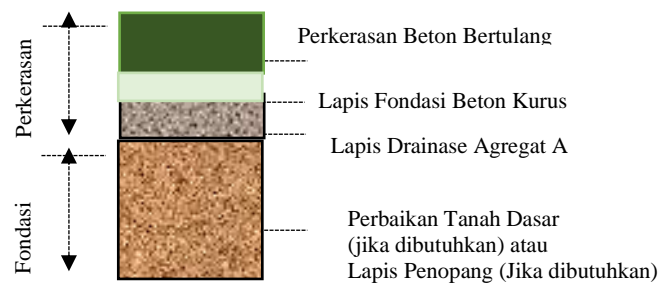 Perkerasan
Fondasi
Perkerasan Beton Bertulang
Lapis Fondasi Beton Kurus
Lapis Drainase Agregat A
Perbaikan Tanah Dasar
(jika dibutuhkan) atau
Lapis Penopang (Jika dibutuhkan)